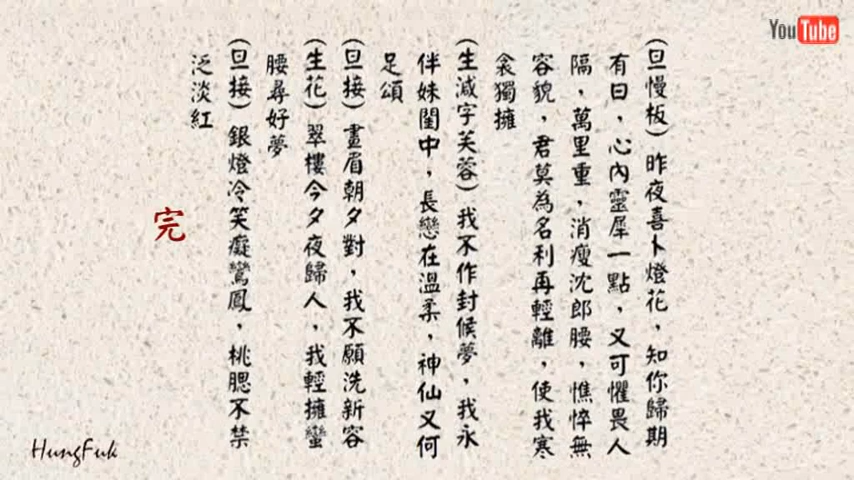 (旦慢板)昨夜喜卜燈花,知你歸期
有日,心內靈犀一點,又可懼畏人
隔,萬里重,消瘦沈郎腰,憔悴無
容貌,君莫為名利再輕離,使我寒
衾獨擁
(生減字芙蓉)我不作封候夢,我永
伴妹閨中,長戀在溫柔,神仙又何
足頌
(旦接)畫眉朝夕對,我不願洗新容
(生花)翠樓今夕夜歸人,我輕擁蠻
腰尋好夢
(旦接)銀燈冷笑癡鸞鳳,桃腮不禁
泛淡紅
完
YouTube
HungFuk